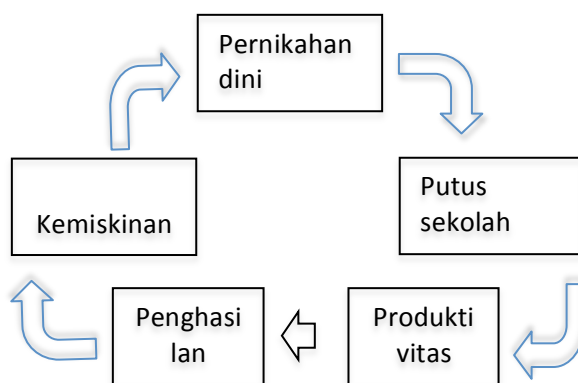 Pernikahan
dini
Putus
sekolah
Produkti
vitas
Penghasi
lan
Kemiskinan